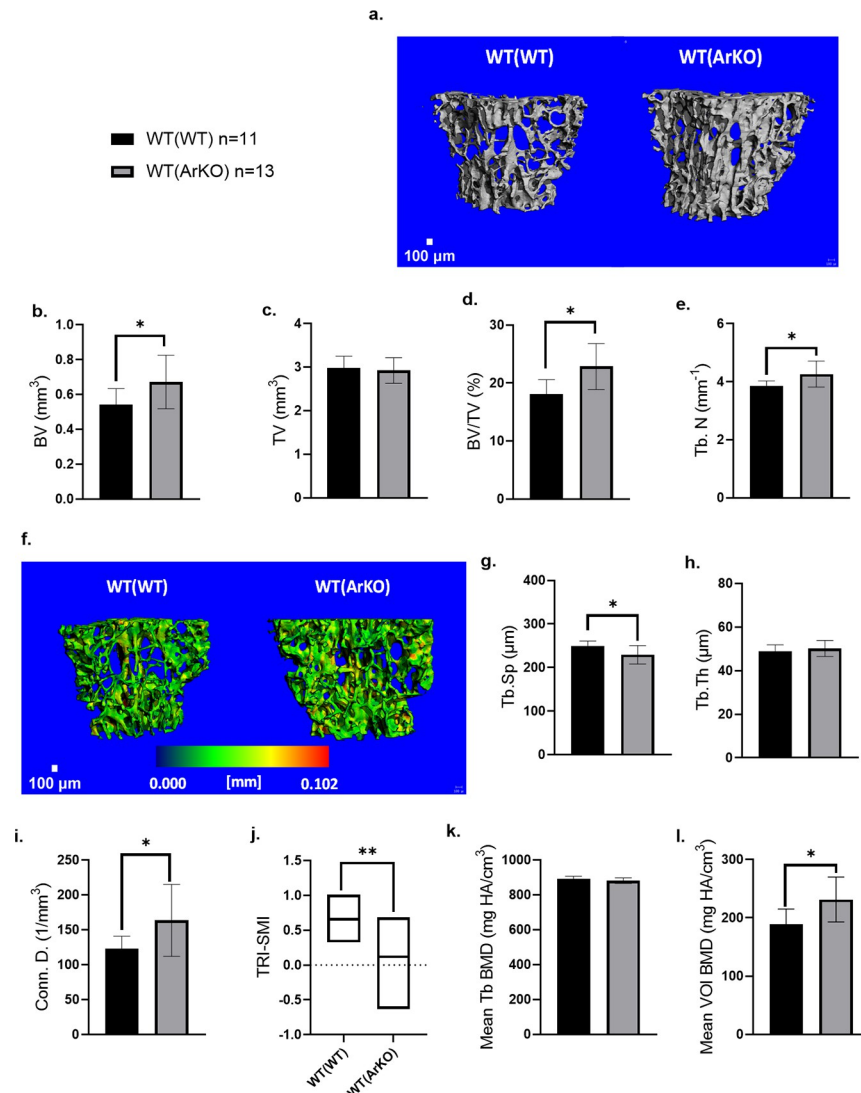 a.
WT(WT)
WT(ArKO)
100 µm
WT(WT) n=11
WT(ArKO) n=13
b.
BV (mm³)
1.0
0.8
0.6
0.4
0.2
0.0
*
c.
TV (mm³)
4
3
2
1
0
d.
BV/TV (%)
30
20
10
0
*
e.
Tb. N (mm⁻¹)
6
4
2
0
*
f.
WT(WT)
WT(ArKO)
100 µm
0.000 [mm] 0.102
g.
Tb.Sp (µm)
400
300
200
100
0
*
h.
Tb.Th (µm)
80
60
40
20
0
i.
Conn. D. (1/mm³)
250
200
150
100
50
0
*
j.
TRI-SMI
1.5
1.0
0.5
0.0
-0.5
-1.0
**
WT(WT)
WT(ArKO)
k.
Mean Tb BMD (mg HA/cm³)
1000
800
600
400
200
0
l.
Mean VOI BMD (mg HA/cm³)
300
200
100
0
*